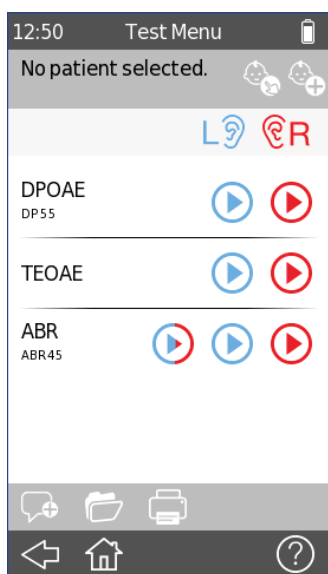 12:50 Test Menu
No patient selected.
L R
DPOAE
DP55
TEOAE
ABR
ABR45
?